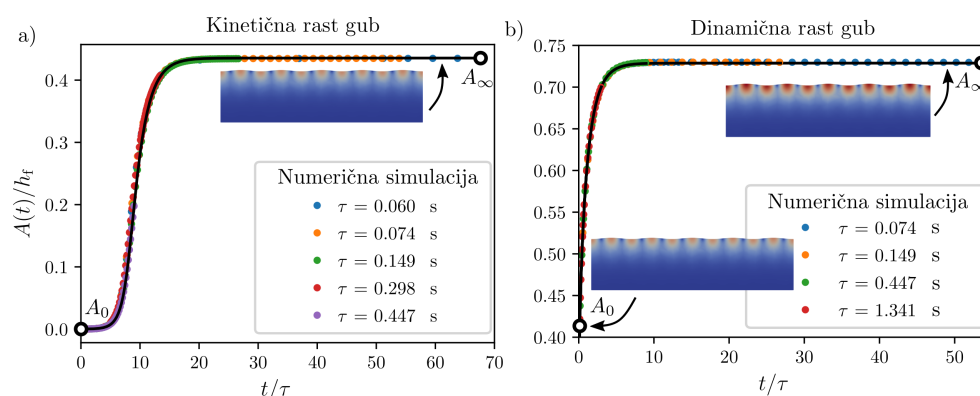 Kinetična rast gub
a)
0.4
0.3
0.2
0.1
0.0
A(t)/h_f
A_0
A_∞
Numerična simulacija
τ = 0.060 s
τ = 0.074 s
τ = 0.149 s
τ = 0.298 s
τ = 0.447 s
0 10 20 30 40 50 60 70
t/τ
Dinamična rast gub
b)
0.75
0.70
0.65
0.60
0.55
0.50
0.45
0.40
A_∞
Numerična simulacija
τ = 0.074 s
τ = 0.149 s
τ = 0.447 s
τ = 1.341 s
A_0
0 10 20 30 40 50
t/τ